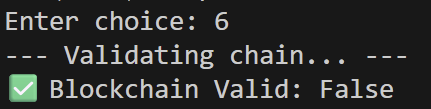 Enter choice: 6
--- Validating chain... ---
✅ Blockchain Valid: False